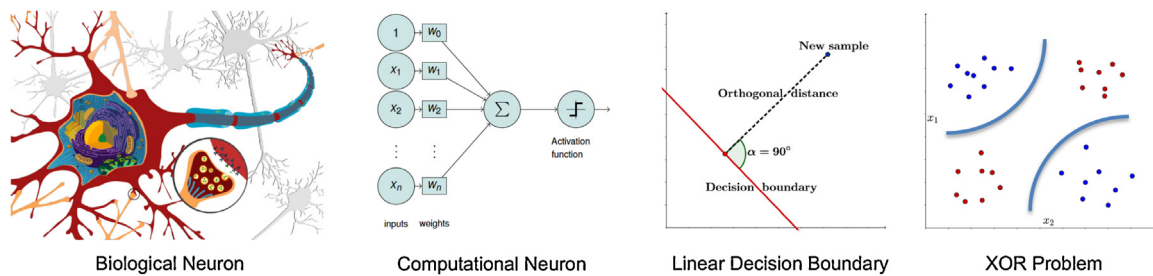 1
w0
x1
w1
x2
w2
Σ
⋮
⋮
xn
wn
Activation
function
inputs
weights
New sample
Orthogonal distance
α = 90°
Decision boundary
x1
x2
Biological Neuron
Computational Neuron
Linear Decision Boundary
XOR Problem